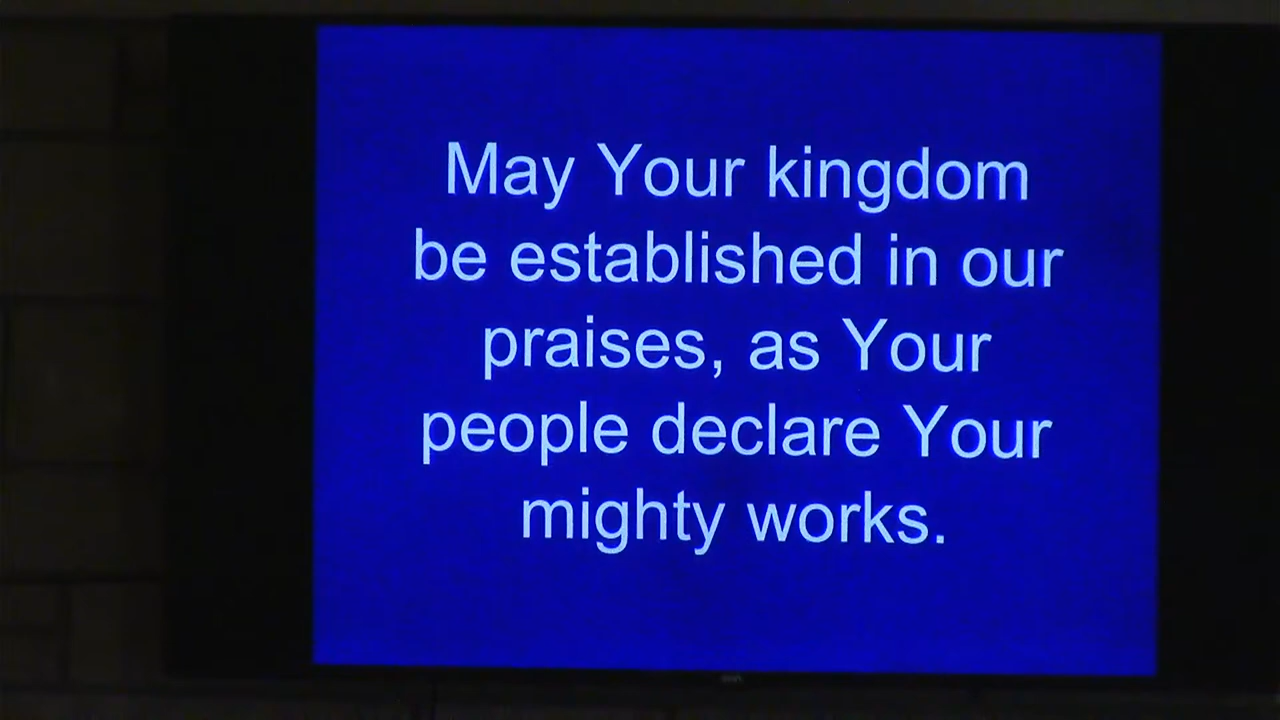 May Your kingdom
be established in our
praises, as Your
people declare Your
mighty works.